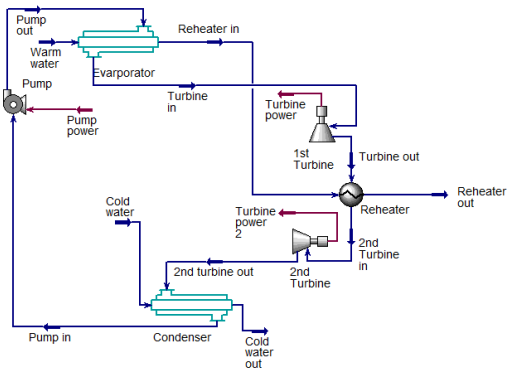 Pump
out
Reheater in
Warm
water
Evarporator
Pump
Turbine
in
Turbine
power
Pump
power
1st
Turbine
Turbine out
Reheater
out
Reheater
Cold
water
Turbine
power
2
2nd
Turbine
in
2nd turbine out
2nd
Turbine
Pump in
Condenser
Cold
water
out